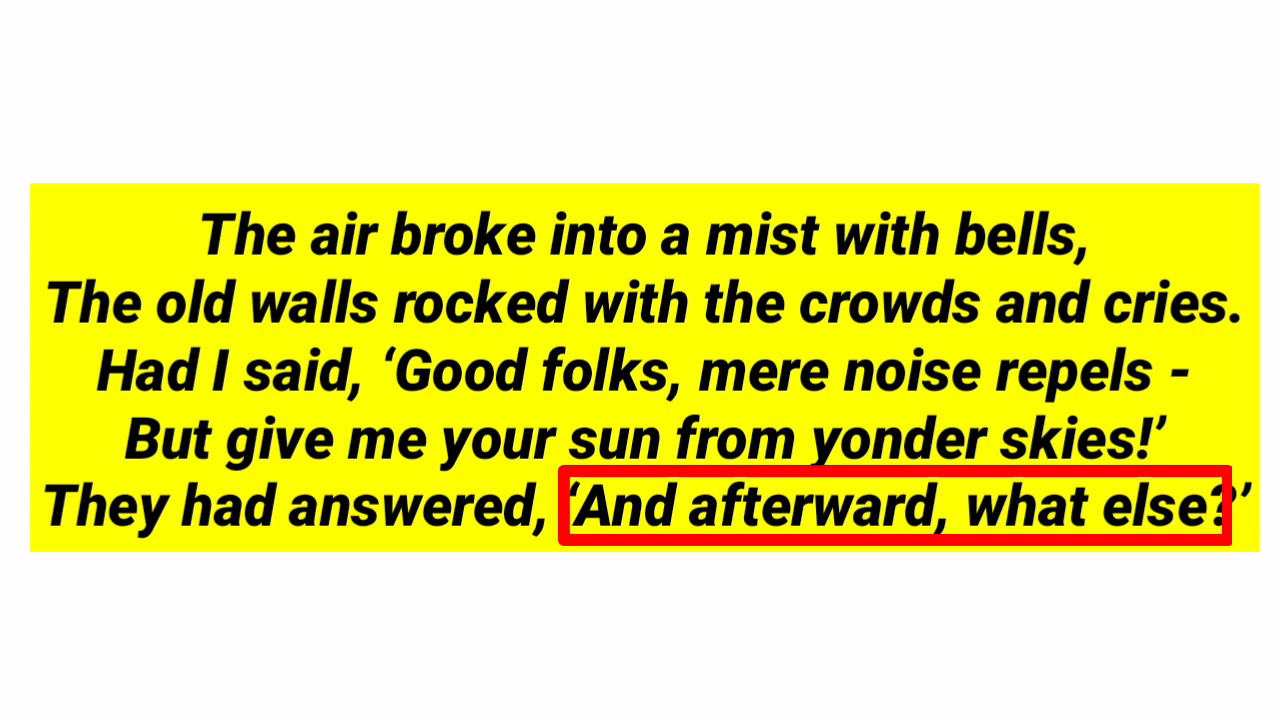 The air broke into a mist with bells,
The old walls rocked with the crowds and cries.
Had I said, ‘Good folks, mere noise repels -
But give me your sun from yonder skies!’
They had answered, ‘And afterward, what else?’